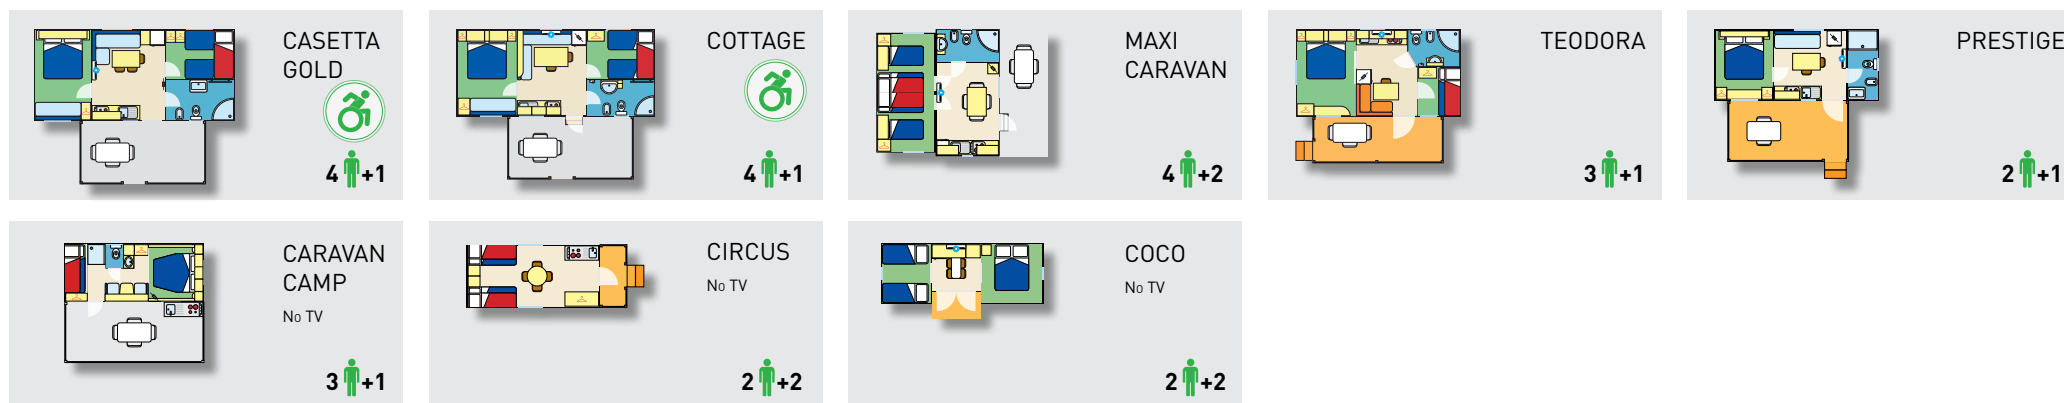 CASETTA
GOLD
4 +1
COTTAGE
4 +1
MAXI
CARAVAN
4 +2
TEODORA
3 +1
PRESTIGE
2 +1
CARAVAN
CAMP
No TV
3 +1
CIRCUS
No TV
2 +2
COCO
No TV
2 +2